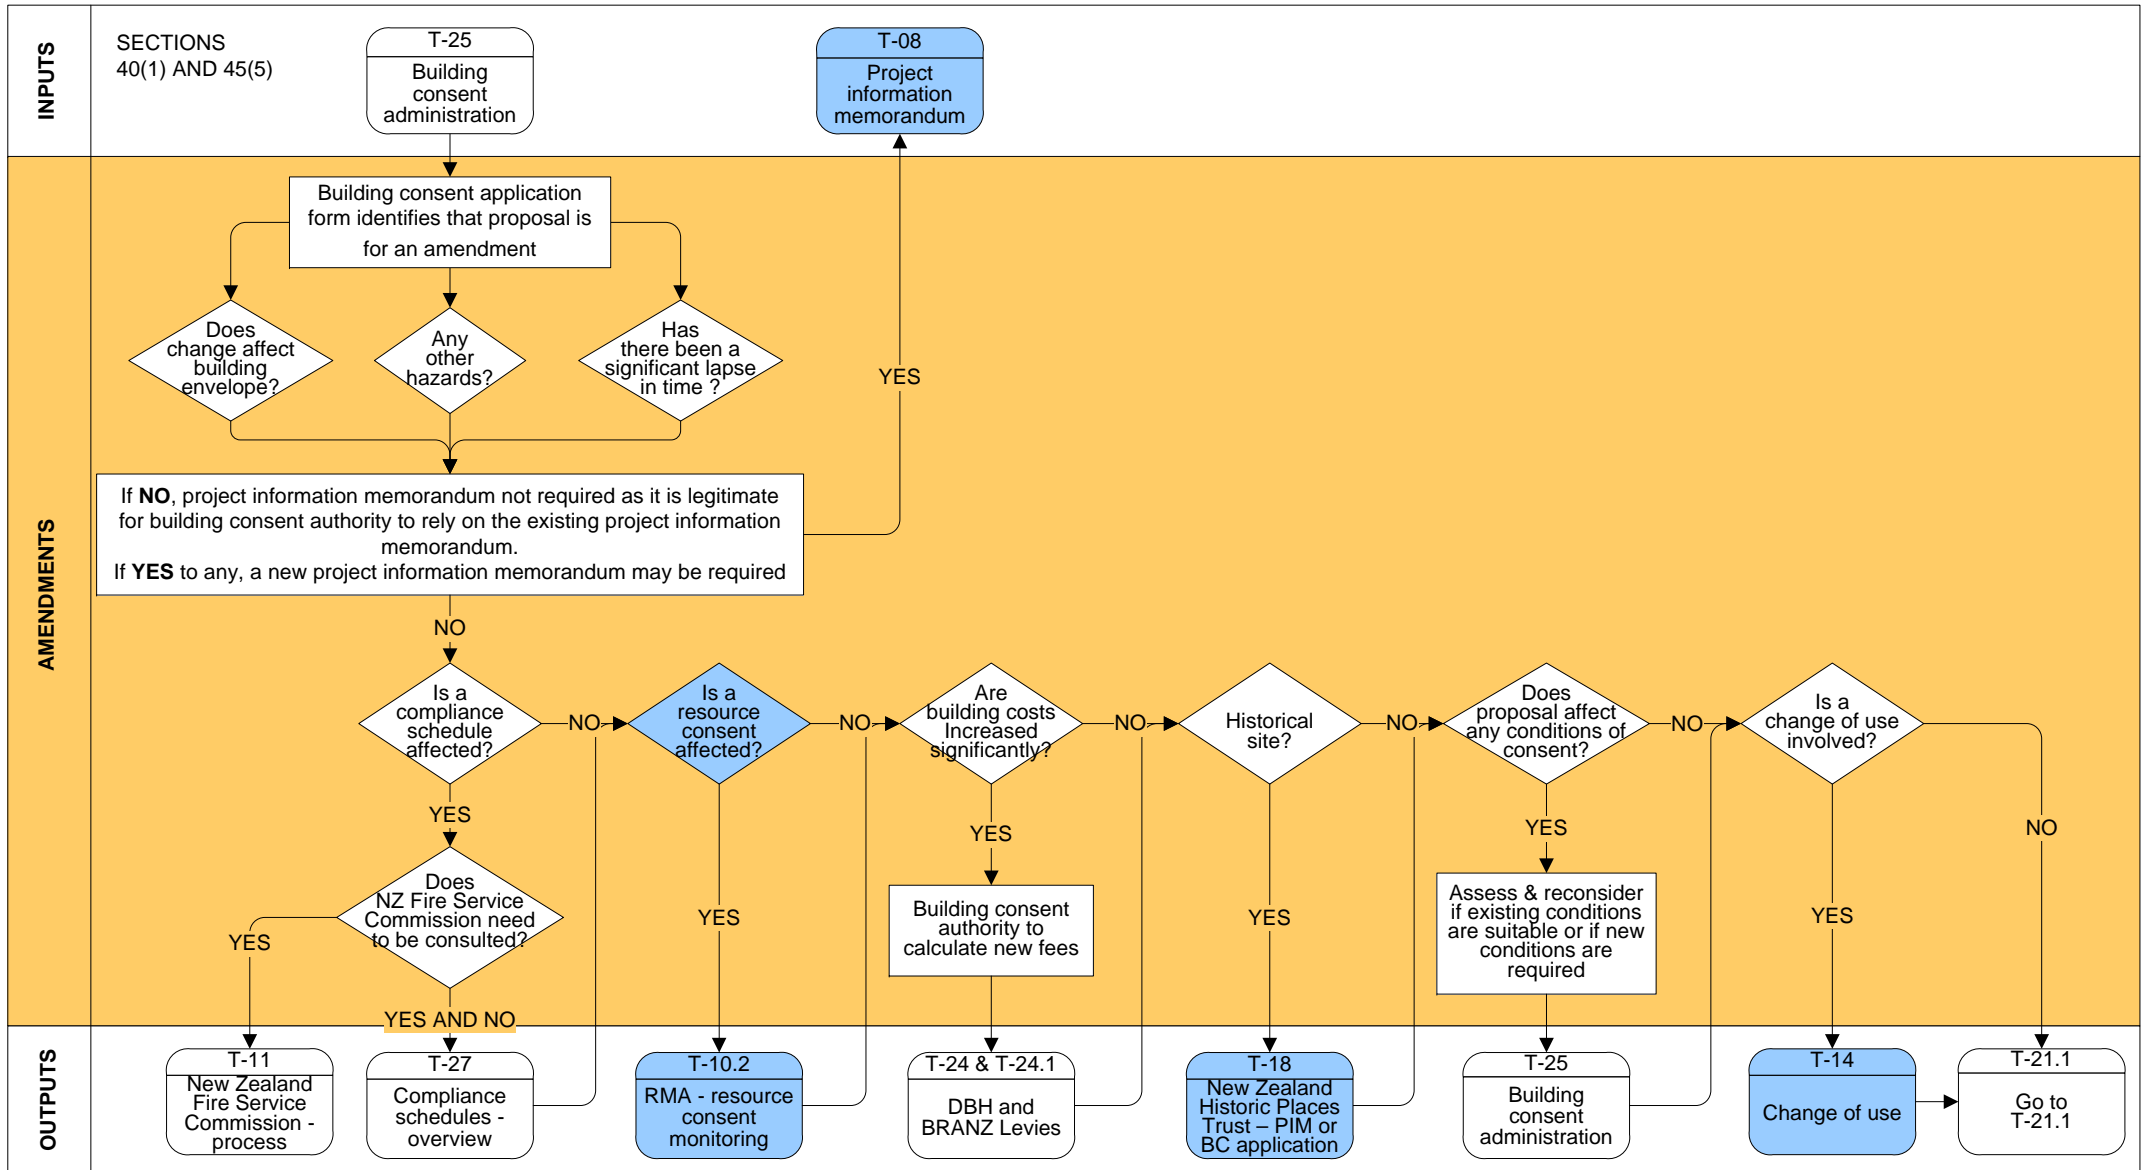 INPUTS
SECTIONS
40(1) AND 45(5)
T-25
Building
consent
administration
T-08
Project
information
memorandum
AMENDMENTS
Building consent application
form identifies that proposal is
for an amendment
Does
change affect
building
envelope?
Any
other
hazards?
Has
there been a
significant lapse
in time ?
YES
If NO, project information memorandum not required as it is legitimate
for building consent authority to rely on the existing project information
memorandum.
If YES to any, a new project information memorandum may be required
NO
Is a
compliance
schedule
affected?
NO
Is a
resource
consent
affected?
NO
Are
building costs
Increased
significantly?
NO
Historical
site?
NO
Does
proposal affect
any conditions of
consent?
NO
Is a
change of use
involved?
YES
YES
YES
NO
Does
NZ Fire Service
Commission need
to be consulted?
YES
YES
Building consent
authority to
calculate new fees
YES
Assess & reconsider
if existing conditions
are suitable or if new
conditions are
required
YES
YES AND NO
OUTPUTS
T-11
New Zealand
Fire Service
Commission -
process
T-27
Compliance
schedules -
overview
T-10.2
RMA - resource
consent
monitoring
T-24 & T-24.1
DBH and
BRANZ Levies
T-18
New Zealand
Historic Places
Trust – PIM or
BC application
T-25
Building
consent
administration
T-14
Change of use
T-21.1
Go to
T-21.1